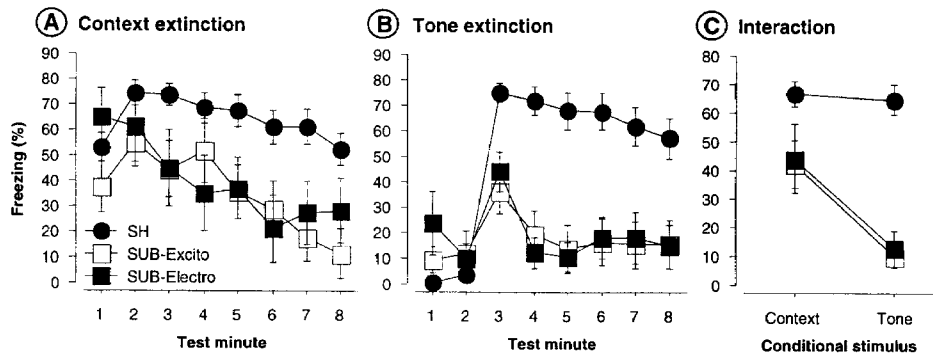 A Context extinction
Freezing (%)
90
80
70
60
50
40
30
20
10
0
SH
SUB-Excito
SUB-Electro
1 2 3 4 5 6 7 8
Test minute
B Tone extinction
90
80
70
60
50
40
30
20
10
0
1 2 3 4 5 6 7 8
Test minute
C Interaction
80
70
60
50
40
30
20
10
0
Context Tone
Conditional stimulus